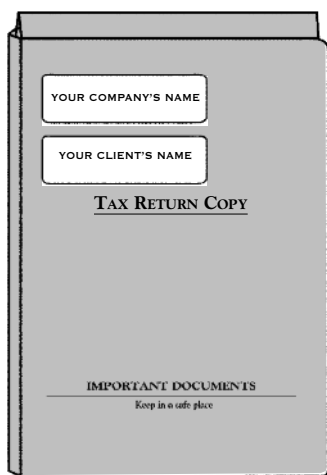 YOUR COMPANY'S NAME
YOUR CLIENT'S NAME
TAX RETURN COPY
IMPORTANT DOCUMENTS
Keep in a safe place